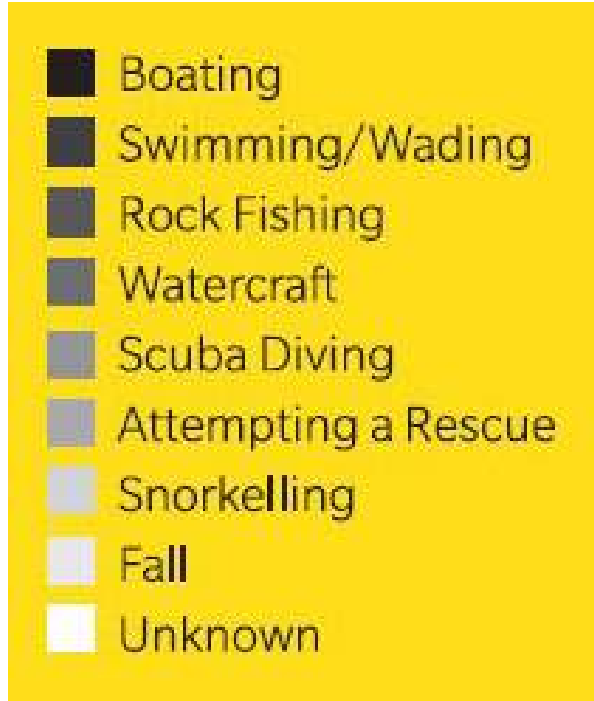 Boating
Swimming/Wading
Rock Fishing
Watercraft
Scuba Diving
Attempting a Rescue
Snorkelling
Fall
Unknown